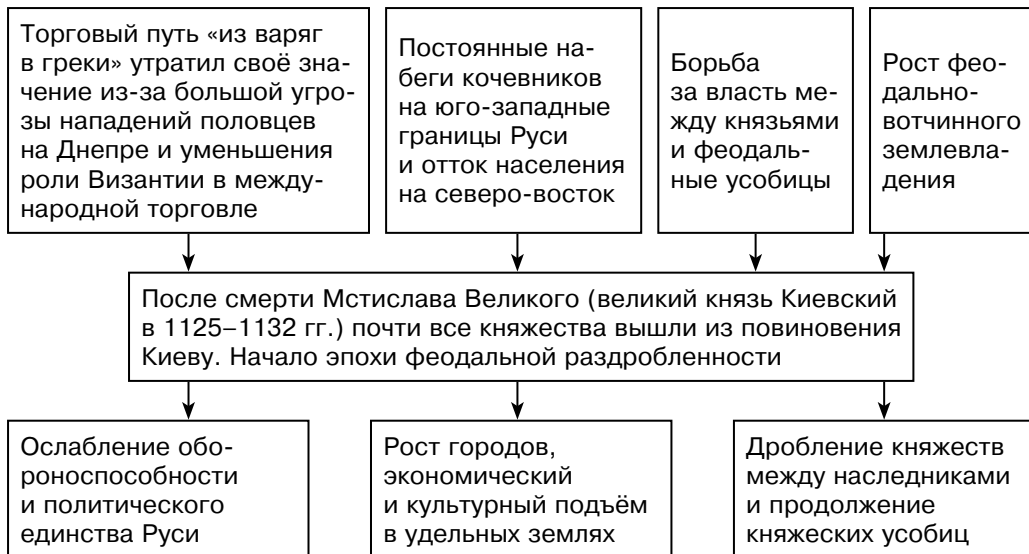 Торговый путь «из варяг
в греки» утратил своё зна-
чение из-за большой угро-
зы нападений половцев
на Днепре и уменьшения
роли Византии в между-
народной торговле
Постоянные на-
беги кочевников
на юго-западные
границы Руси
и отток населения
на северо-восток
Борьба
за власть ме-
жду князьями
и феодаль-
ные усобицы
Рост фео-
дально-
вотчинного
землевла-
дения
После смерти Мстислава Великого (великий князь Киевский
в 1125–1132 гг.) почти все княжества вышли из повиновения
Киеву. Начало эпохи феодальной раздробленности
Ослабление обо-
роноспособности
и политического
единства Руси
Рост городов,
экономический
и культурный подъём
в удельных землях
Дробление княжеств
между наследниками
и продолжение
княжеских усобиц